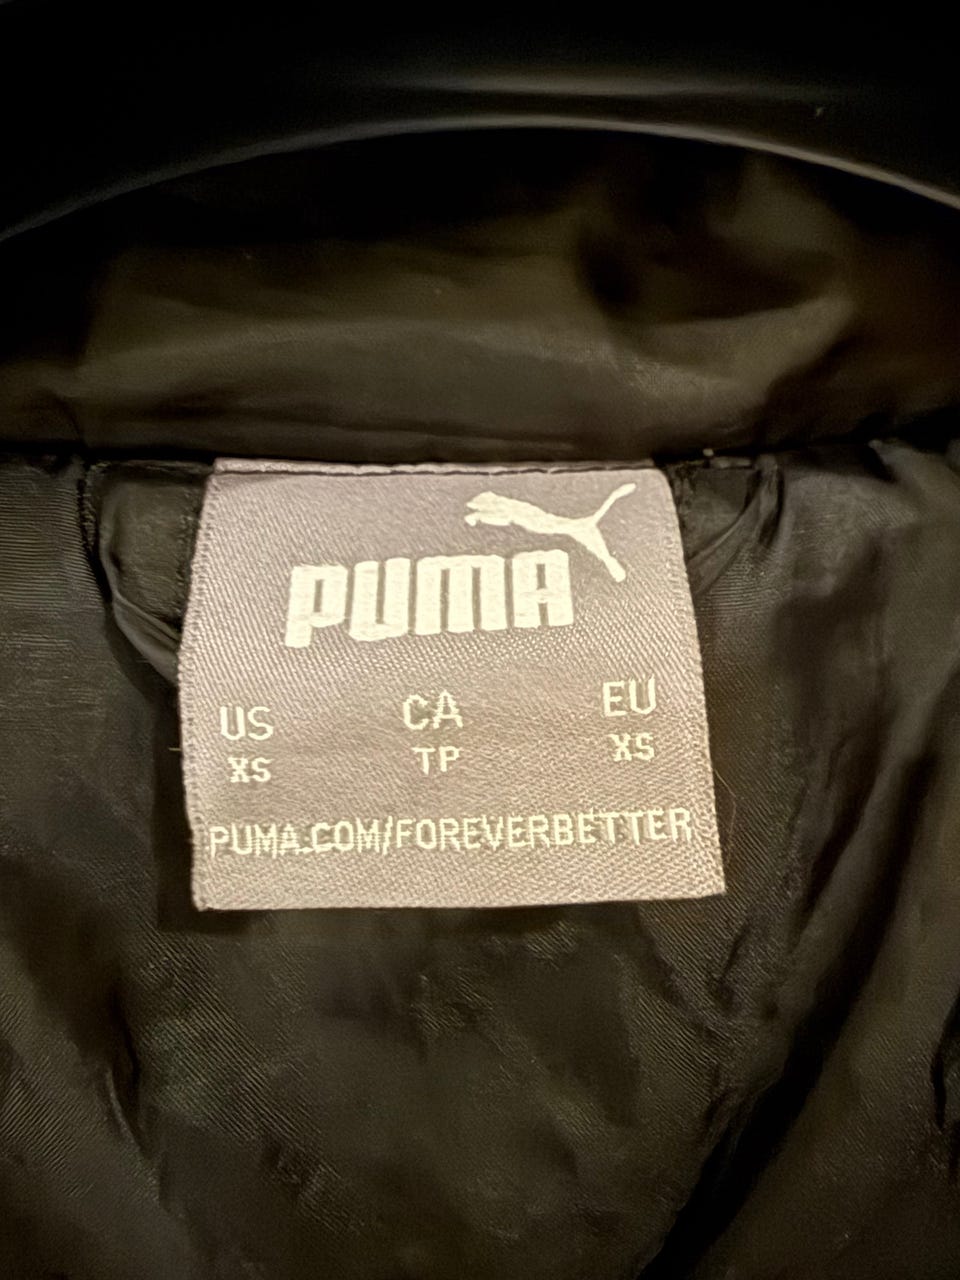 PUMA
US CA EU
XS TP XS
PUMA.COM/FOREVERBETTER